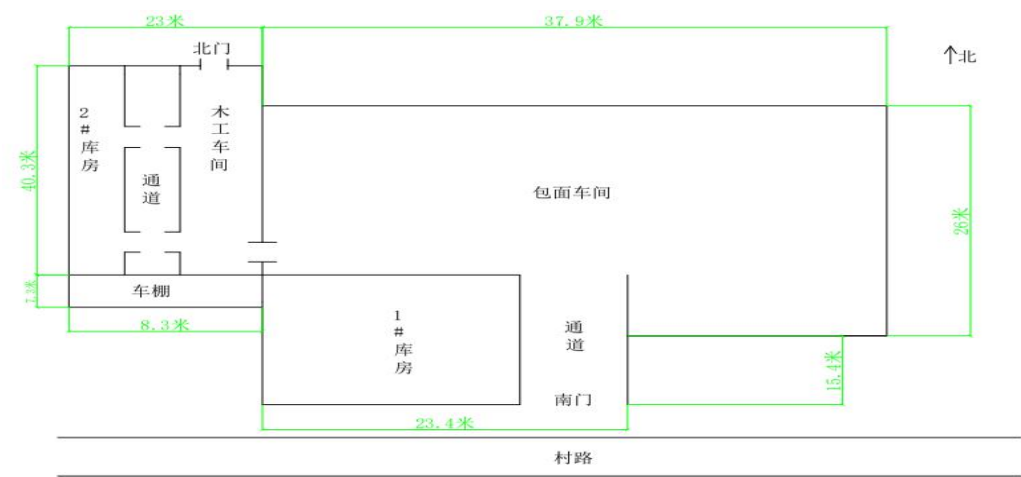 23米
37.9米
北门
北
2#库房
木工车间
40.3米
通道
包面车间
26米
7.3米
车棚
8.3米
1#库房
通道
15.4米
南门
23.4米
村路